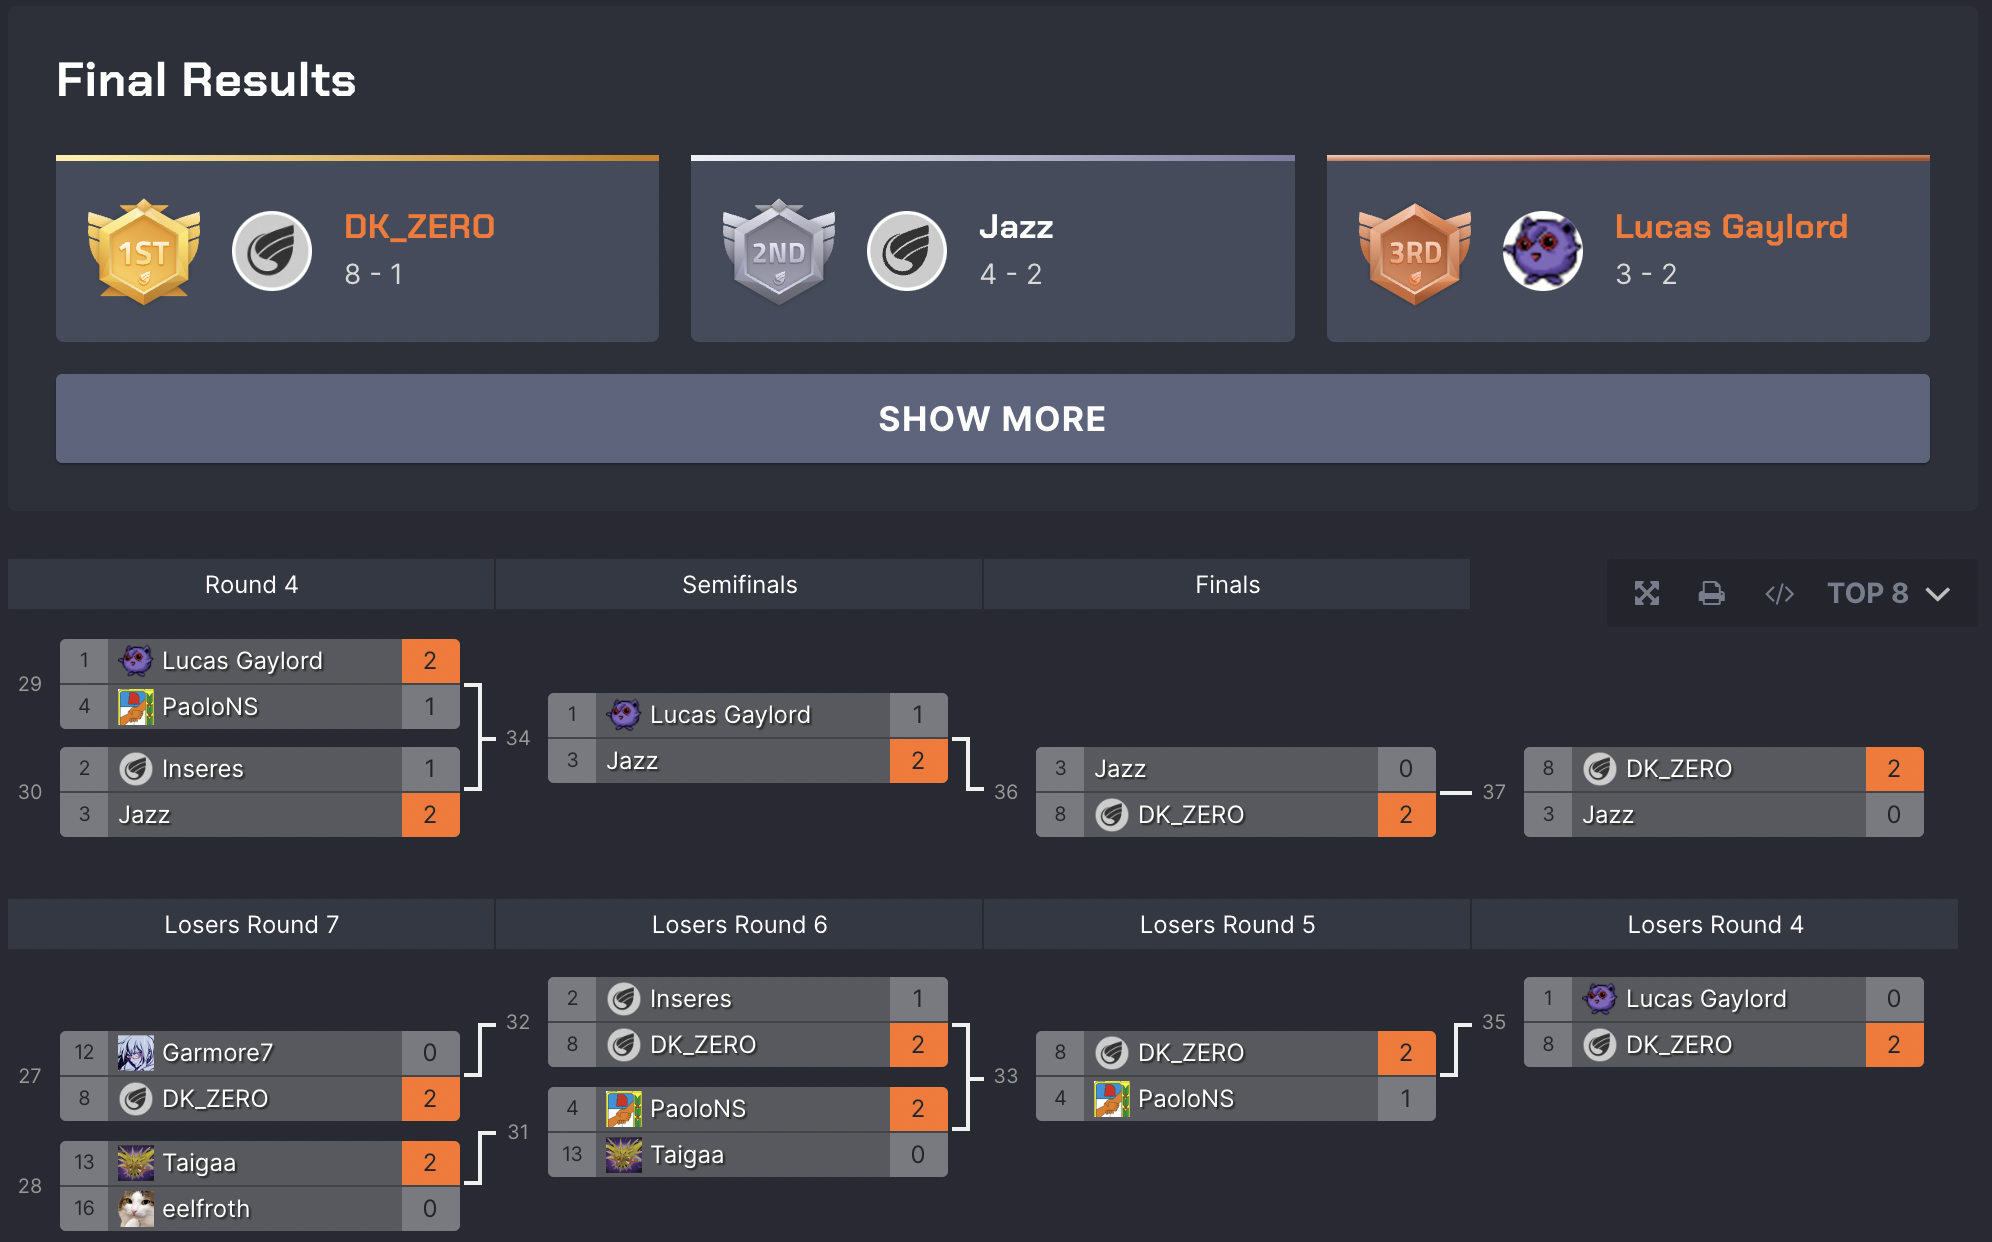 Final Results
1ST
DK_ZERO
8 - 1
2ND
Jazz
4 - 2
3RD
Lucas Gaylord
3 - 2
SHOW MORE
Round 4
Semifinals
Finals
</>
TOP 8
29
1 Lucas Gaylord 2
4 PaoloNS 1
30
2 Inseres 1
3 Jazz 2
34
1 Lucas Gaylord 1
3 Jazz 2
36
3 Jazz 0
8 DK_ZERO 2
37
8 DK_ZERO 2
3 Jazz 0
Losers Round 7
Losers Round 6
Losers Round 5
Losers Round 4
27
12 Garmore7 0
8 DK_ZERO 2
28
13 Taigaa 2
16 eelfroth 0
32
2 Inseres 1
8 DK_ZERO 2
31
4 PaoloNS 2
13 Taigaa 0
33
8 DK_ZERO 2
4 PaoloNS 1
35
1 Lucas Gaylord 0
8 DK_ZERO 2